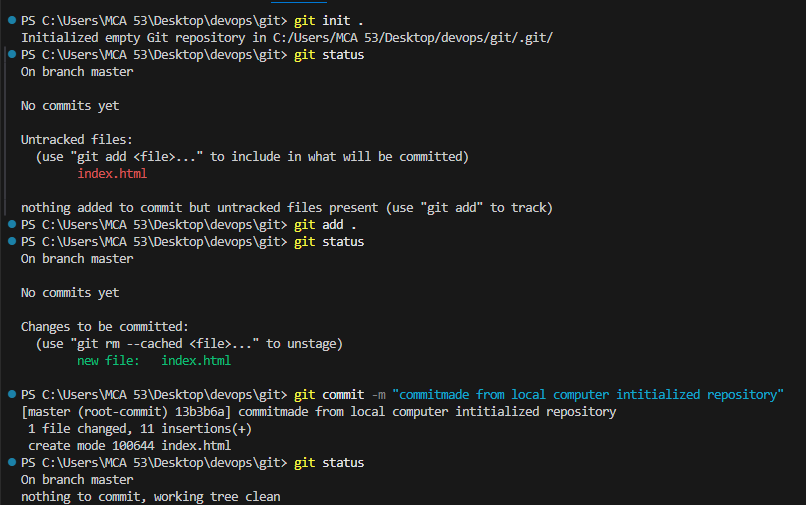 PS C:\Users\MCA 53\Desktop\devops\git> git init .
Initialized empty Git repository in C:/Users/MCA 53/Desktop/devops/git/.git/
PS C:\Users\MCA 53\Desktop\devops\git> git status
On branch master
No commits yet
Untracked files:
(use "git add <file>..." to include in what will be committed)
index.html
nothing added to commit but untracked files present (use "git add" to track)
PS C:\Users\MCA 53\Desktop\devops\git> git add .
PS C:\Users\MCA 53\Desktop\devops\git> git status
On branch master
No commits yet
Changes to be committed:
(use "git rm --cached <file>..." to unstage)
new file:   index.html
PS C:\Users\MCA 53\Desktop\devops\git> git commit -m "commitmade from local computer intitialized repository"
[master (root-commit) 13b3b6a] commitmade from local computer intitialized repository
1 file changed, 11 insertions(+)
create mode 100644 index.html
PS C:\Users\MCA 53\Desktop\devops\git> git status
On branch master
nothing to commit, working tree clean